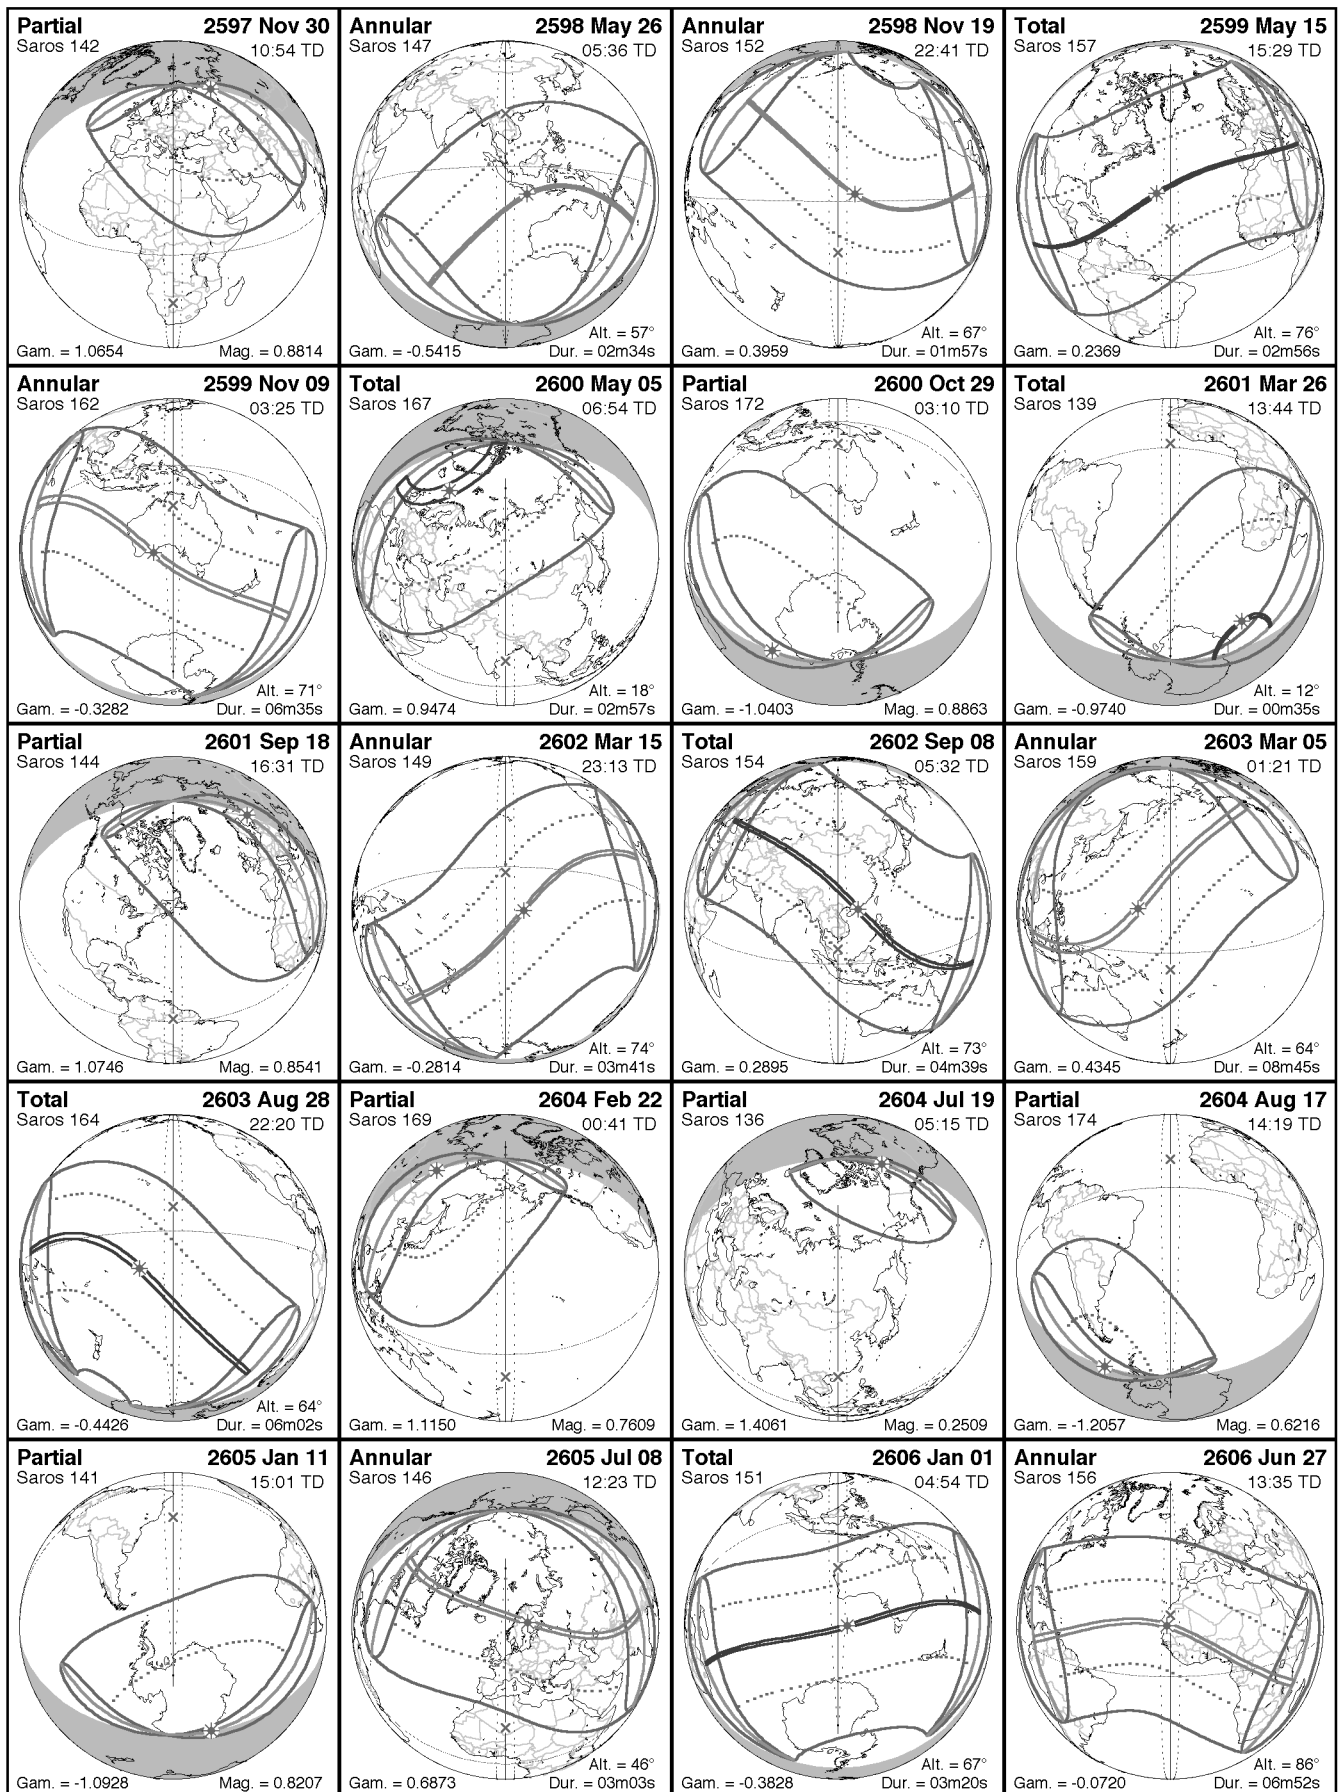 Partial 2597 Nov 30
Saros 142 10:54 TD
Gam. = 1.0654 Mag. = 0.8814
Annular 2598 May 26
Saros 147 05:36 TD
Alt. = 57°
Gam. = -0.5415 Dur. = 02m34s
Annular 2598 Nov 19
Saros 152 22:41 TD
Alt. = 67°
Gam. = 0.3959 Dur. = 01m57s
Total 2599 May 15
Saros 157 15:29 TD
Alt. = 76°
Gam. = 0.2369 Dur. = 02m56s
Annular 2599 Nov 09
Saros 162 03:25 TD
Alt. = 71°
Gam. = -0.3282 Dur. = 06m35s
Total 2600 May 05
Saros 167 06:54 TD
Alt. = 18°
Gam. = 0.9474 Dur. = 02m57s
Partial 2600 Oct 29
Saros 172 03:10 TD
Gam. = -1.0403 Mag. = 0.8863
Total 2601 Mar 26
Saros 139 13:44 TD
Alt. = 12°
Gam. = -0.9740 Dur. = 00m35s
Partial 2601 Sep 18
Saros 144 16:31 TD
Gam. = 1.0746 Mag. = 0.8541
Annular 2602 Mar 15
Saros 149 23:13 TD
Alt. = 74°
Gam. = -0.2814 Dur. = 03m41s
Total 2602 Sep 08
Saros 154 05:32 TD
Alt. = 73°
Gam. = 0.2895 Dur. = 04m39s
Annular 2603 Mar 05
Saros 159 01:21 TD
Alt. = 64°
Gam. = 0.4345 Dur. = 08m45s
Total 2603 Aug 28
Saros 164 22:20 TD
Alt. = 64°
Gam. = -0.4426 Dur. = 06m02s
Partial 2604 Feb 22
Saros 169 00:41 TD
Gam. = 1.1150 Mag. = 0.7609
Partial 2604 Jul 19
Saros 136 05:15 TD
Gam. = 1.4061 Mag. = 0.2509
Partial 2604 Aug 17
Saros 174 14:19 TD
Gam. = -1.2057 Mag. = 0.6216
Partial 2605 Jan 11
Saros 141 15:01 TD
Gam. = -1.0928 Mag. = 0.8207
Annular 2605 Jul 08
Saros 146 12:23 TD
Alt. = 46°
Gam. = 0.6873 Dur. = 03m03s
Total 2606 Jan 01
Saros 151 04:54 TD
Alt. = 67°
Gam. = -0.3828 Dur. = 03m20s
Annular 2606 Jun 27
Saros 156 13:35 TD
Alt. = 86°
Gam. = -0.0720 Dur. = 06m52s